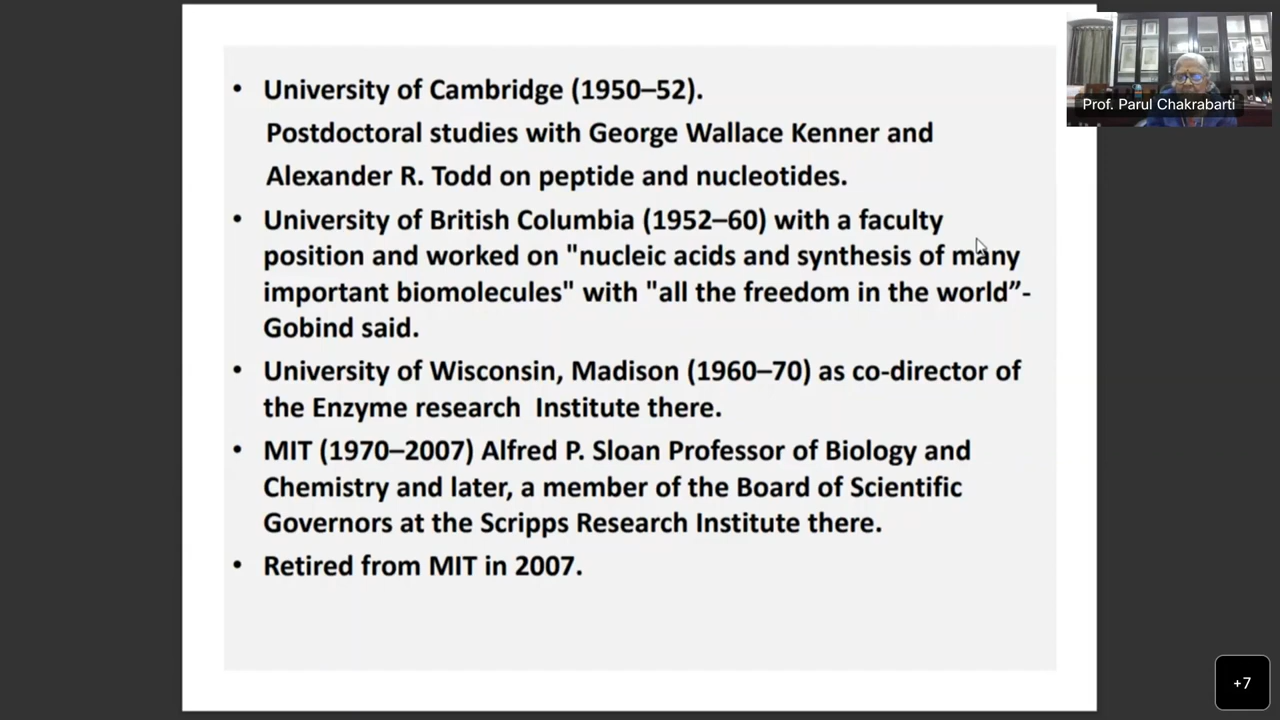 • University of Cambridge (1950–52).
Postdoctoral studies with George Wallace Kenner and
Alexander R. Todd on peptide and nucleotides.
• University of British Columbia (1952–60) with a faculty
position and worked on "nucleic acids and synthesis of many
important biomolecules" with "all the freedom in the world”-
Gobind said.
• University of Wisconsin, Madison (1960–70) as co-director of
the Enzyme research  Institute there.
• MIT (1970–2007) Alfred P. Sloan Professor of Biology and
Chemistry and later, a member of the Board of Scientific
Governors at the Scripps Research Institute there.
• Retired from MIT in 2007.
Prof. Parul Chakrabarti
+7